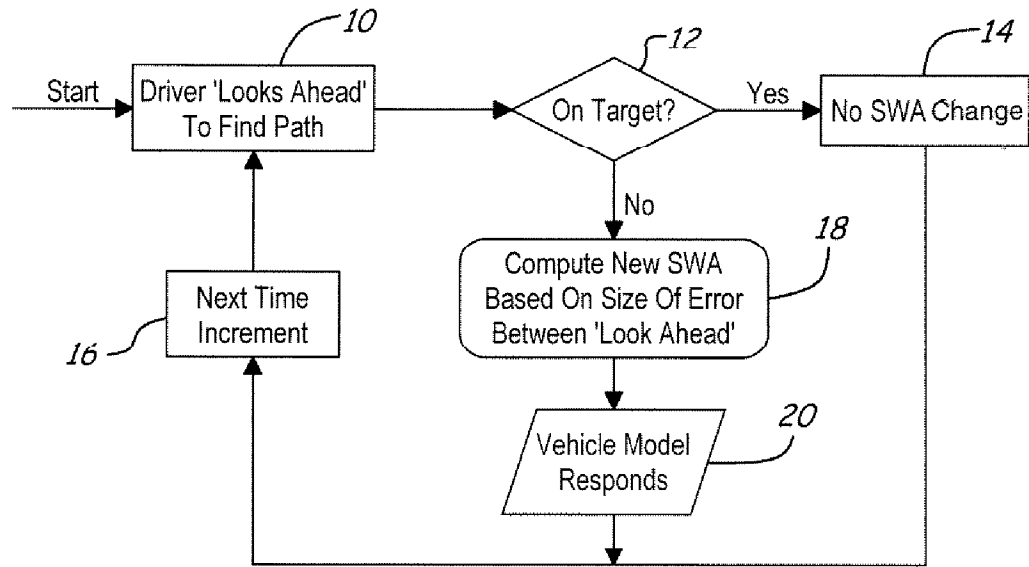 10
12
14
Start
Driver 'Looks Ahead'
To Find Path
On Target?
Yes
No SWA Change
No
18
Compute New SWA
Based On Size Of Error
Between 'Look Ahead'
Next Time
Increment
16
20
Vehicle Model
Responds